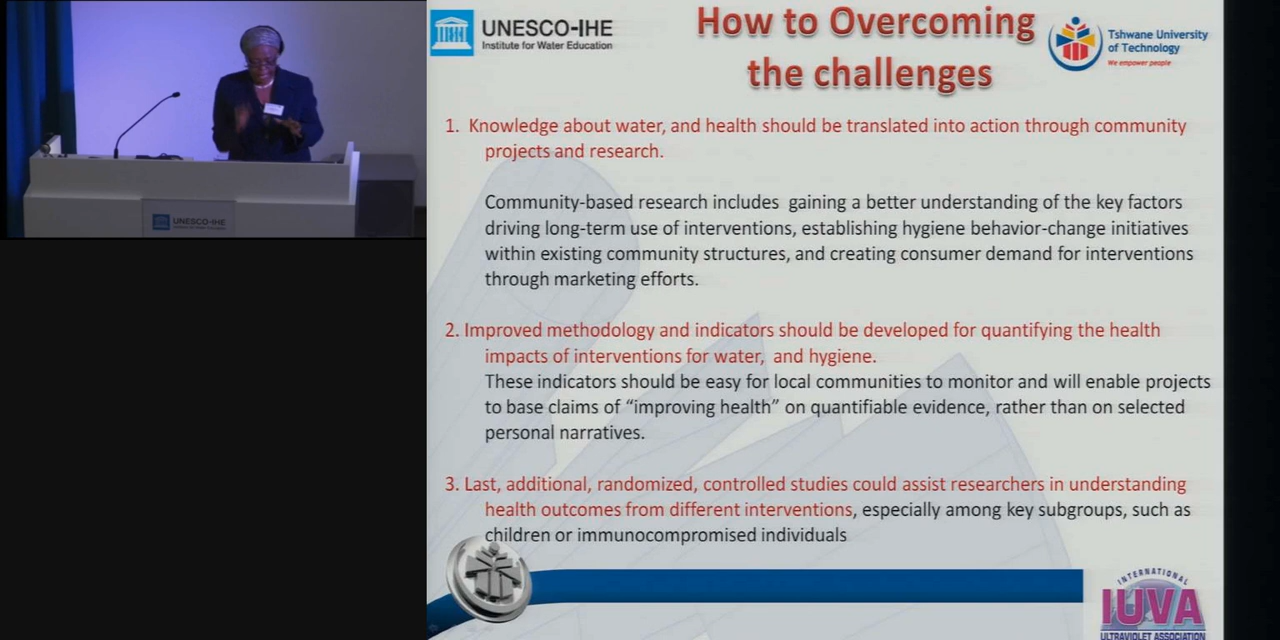 UNESCO-IHE
Institute for Water Education
How to Overcoming
the challenges
Tshwane University
of Technology
We empower people
1. Knowledge about water, and health should be translated into action through community
projects and research.
Community-based research includes gaining a better understanding of the key factors
driving long-term use of interventions, establishing hygiene behavior-change initiatives
within existing community structures, and creating consumer demand for interventions
through marketing efforts.
2. Improved methodology and indicators should be developed for quantifying the health
impacts of interventions for water, and hygiene.
These indicators should be easy for local communities to monitor and will enable projects
to base claims of “improving health” on quantifiable evidence, rather than on selected
personal narratives.
3. Last, additional, randomized, controlled studies could assist researchers in understanding
health outcomes from different interventions, especially among key subgroups, such as
children or immunocompromised individuals
INTERNATIONAL
IUVA
ULTRAVIOLET ASSOCIATION
UNESCO-IHE